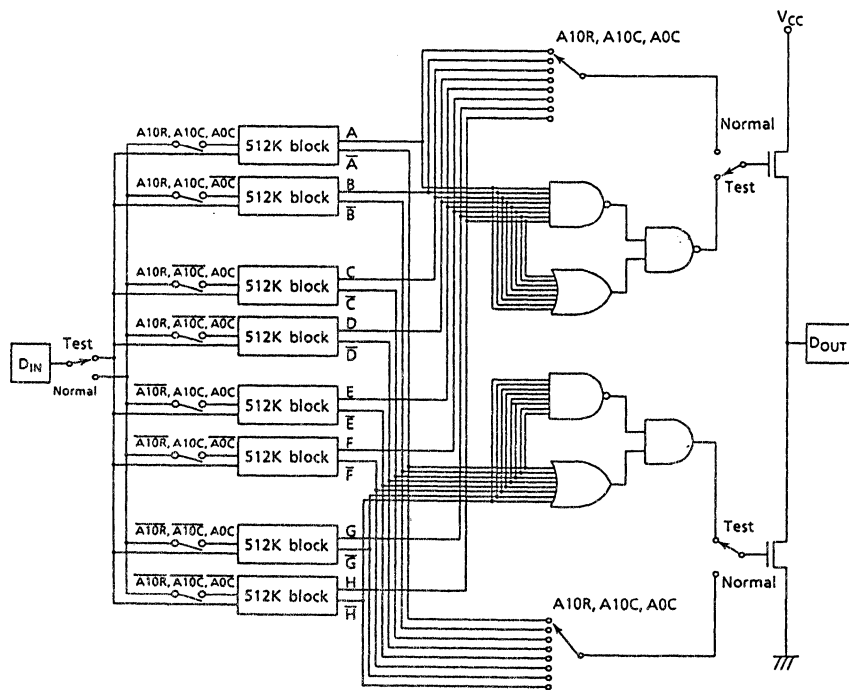 A10R, A10C, A0C
VCC
Normal
Test
A10R, A10C, A0C
512K block
A
A̅
A10R, A10C, A̅0̅C̅
512K block
B
B̅
A10R, A̅1̅0̅C̅, A0C
512K block
C
C̅
A10R, A̅1̅0̅C̅, A̅0̅C̅
512K block
D
D̅
DIN
Test
Normal
DOUT
A̅1̅0̅R̅, A10C, A0C
512K block
E
E̅
A̅1̅0̅R̅, A10C, A̅0̅C̅
512K block
F
F̅
A̅1̅0̅R̅, A̅1̅0̅C̅, A0C
512K block
G
G̅
A̅1̅0̅R̅, A̅1̅0̅C̅, A̅0̅C̅
512K block
H
H̅
Test
Normal
A10R, A10C, A0C